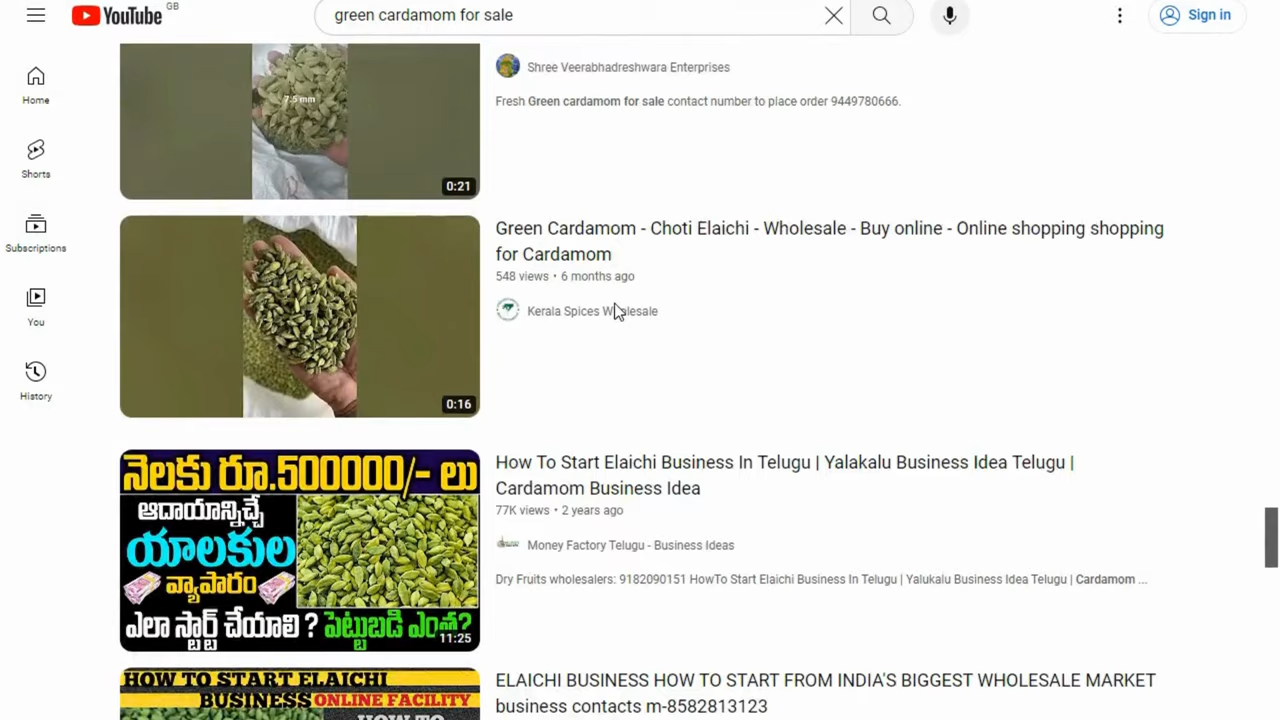 YouTube GB
green cardamom for sale
Sign in
Home
Shorts
Subscriptions
You
History
7.5 mm
0:21
Shree Veerabhadreshwara Enterprises
Fresh Green cardamom for sale contact number to place order 9449780666.
0:16
Green Cardamom - Choti Elaichi - Wholesale - Buy online - Online shopping shopping
for Cardamom
548 views • 6 months ago
Kerala Spices Wholesale
నెలకు రూ.500000/- లు
ఆదాయాన్నిచ్చే
యాలకుల
వ్యాపారం
ఎలా స్టార్ట్ చేయాలి ? పెట్టుబడి ఎంత?
11:25
How To Start Elaichi Business In Telugu | Yalakalu Business Idea Telugu |
Cardamom Business Idea
77K views • 2 years ago
Money Factory Telugu - Business Ideas
Dry Fruits wholesalers: 9182090151 HowTo Start Elaichi Business In Telugu | Yalukalu Business Idea Telugu | Cardamom ...
HOW TO START ELAICHI
BUSINESS ONLINE FACILITY
HOW TO
ELAICHI BUSINESS HOW TO START FROM INDIA'S BIGGEST WHOLESALE MARKET
business contacts m-8582813123